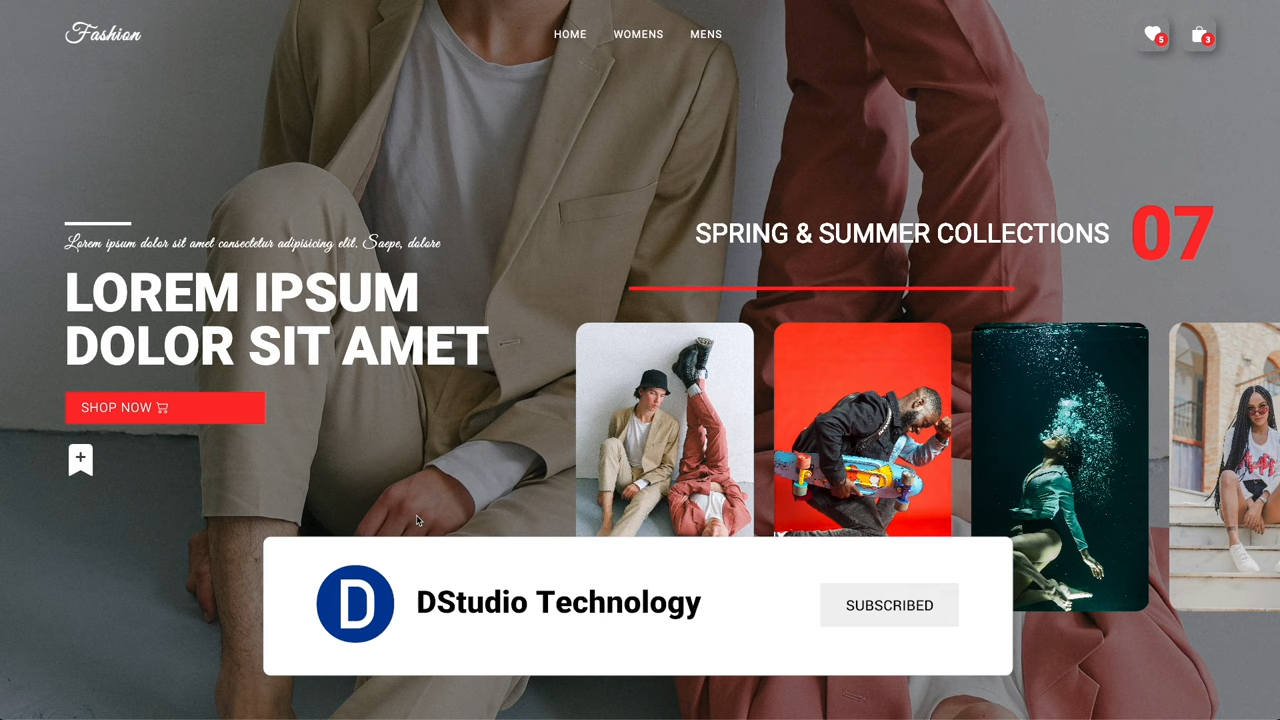 Fashion
HOME WOMENS MENS
5 3
SPRING & SUMMER COLLECTIONS 07
Lorem ipsum dolor sit amet consectetur adipisicing elit. Saepe, dolore
LOREM IPSUM
DOLOR SIT AMET
SHOP NOW
D DStudio Technology SUBSCRIBED